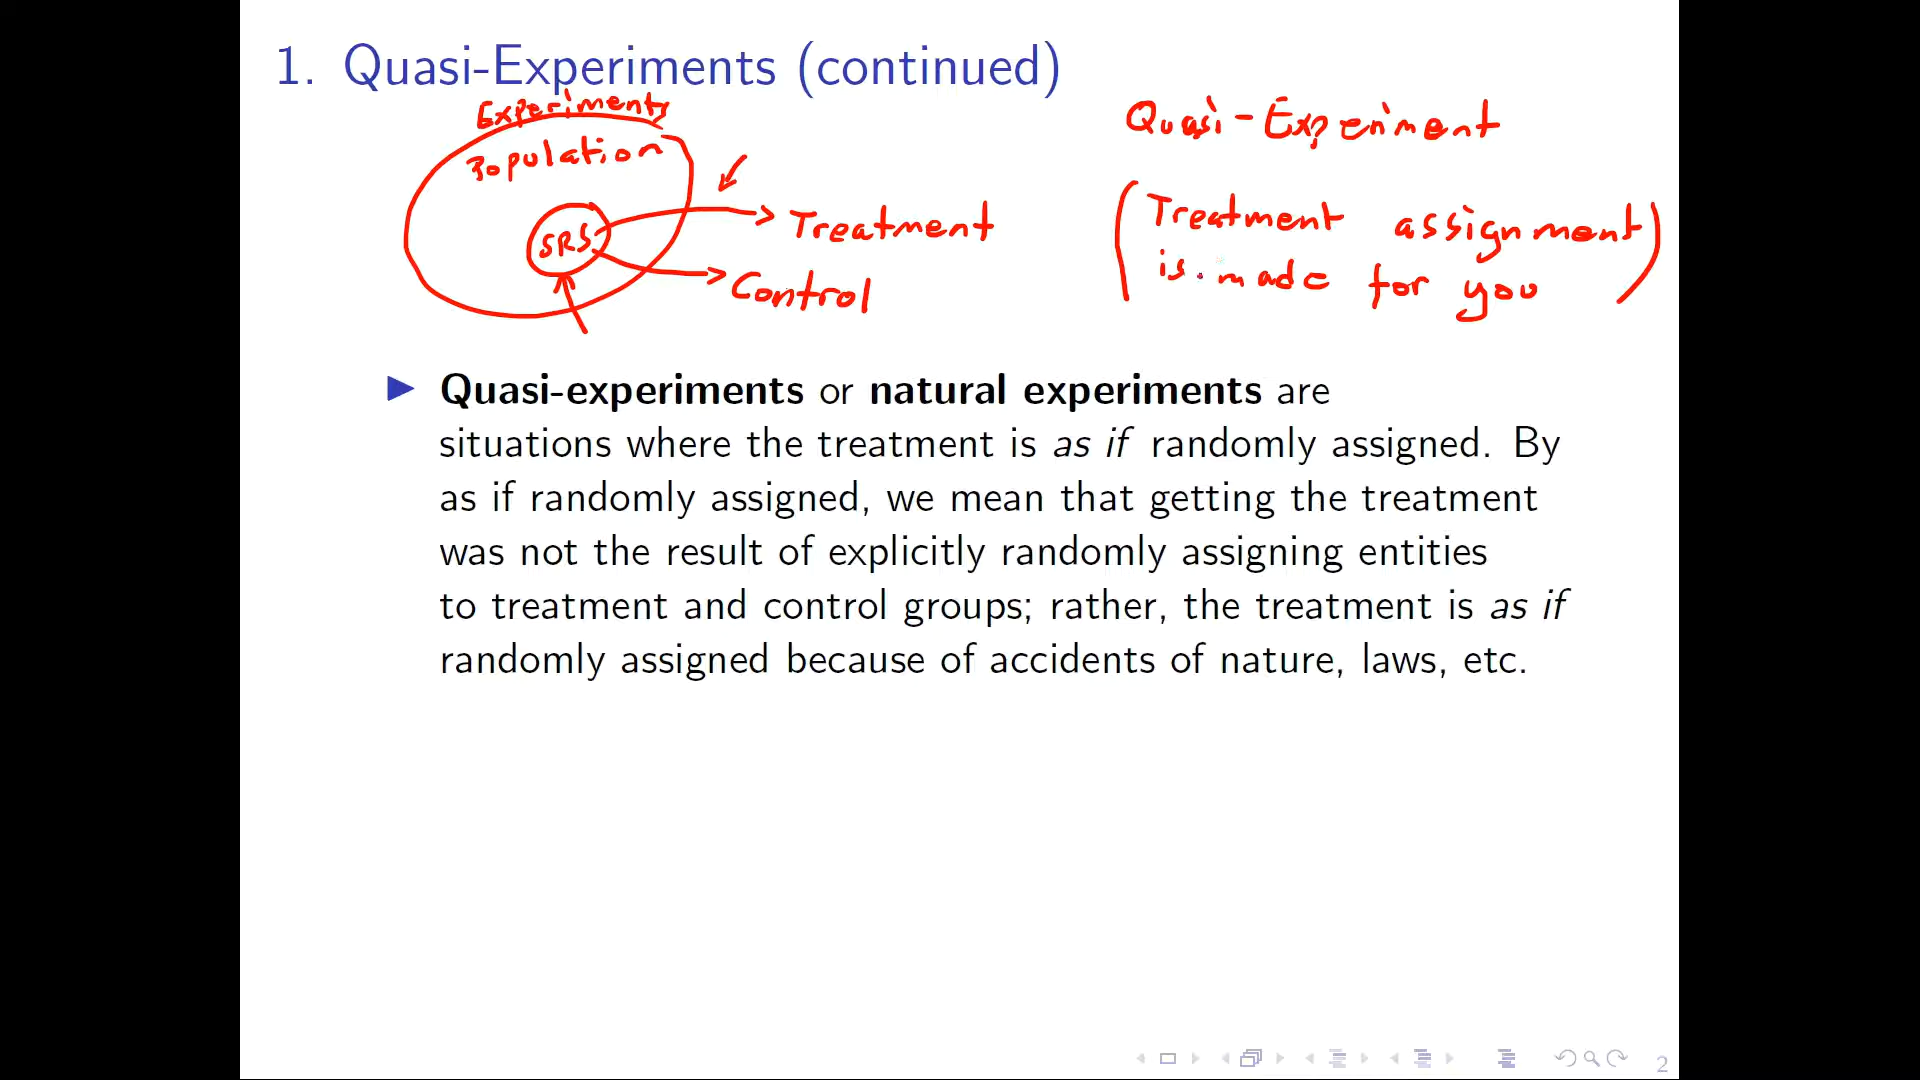 1. Quasi-Experiments (continued)
Experiments
Population
SRS
Treatment
Control
Quasi-Experiment
(Treatment assignment
is made for you)
Quasi-experiments or natural experiments are
situations where the treatment is as if randomly assigned. By
as if randomly assigned, we mean that getting the treatment
was not the result of explicitly randomly assigning entities
to treatment and control groups; rather, the treatment is as if
randomly assigned because of accidents of nature, laws, etc.
2